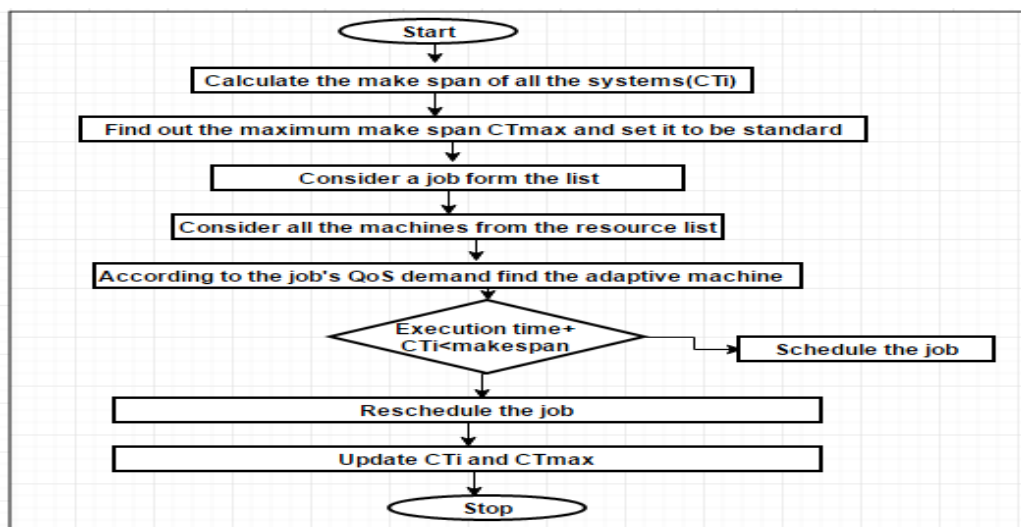 Start
Calculate the make span of all the systems(CTi)
Find out the maximum make span CTmax and set it to be standard
Consider a job form the list
Consider all the machines from the resource list
According to the job's QoS demand find the adaptive machine
Execution time+
CTi<makespan
Schedule the job
Reschedule the job
Update CTi and CTmax
Stop